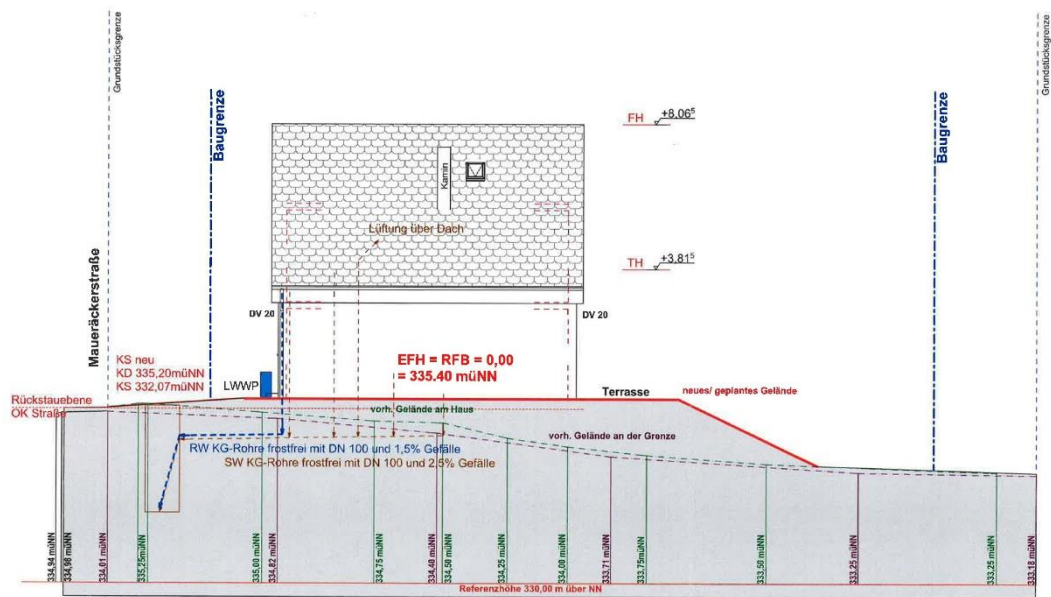 Grundstücksgrenze
Grundstücksgrenze
Baugrenze
Baugrenze
FH
+8.06⁵
Kamin
Lüftung über Dach
TH
+3.81⁵
Maueräckerstraße
DV 20
DV 20
KS neu
KD 335,20müNN
KS 332,07müNN
LWWP
EFH = RFB = 0,00
= 335.40 müNN
Terrasse
neues/ geplantes Gelände
Rückstauebene
OK Straße
vorh. Gelände am Haus
vorh. Gelände an der Grenze
RW KG-Rohre frostfrei mit DN 100 und 1,5% Gefälle
SW KG-Rohre frostfrei mit DN 100 und 2,5% Gefälle
334,94 müNN
334,98 müNN
334,01 müNN
335,25müNN
335,00 müNN
334,82 müNN
334,75 müNN
334,40 müNN
334,50 müNN
334,25 müNN
334,00 müNN
333,71 müNN
333,75müNN
333,50 müNN
333,25 müNN
333,25 müNN
333,18 müNN
Referenzhöhe 330,00 m über NN